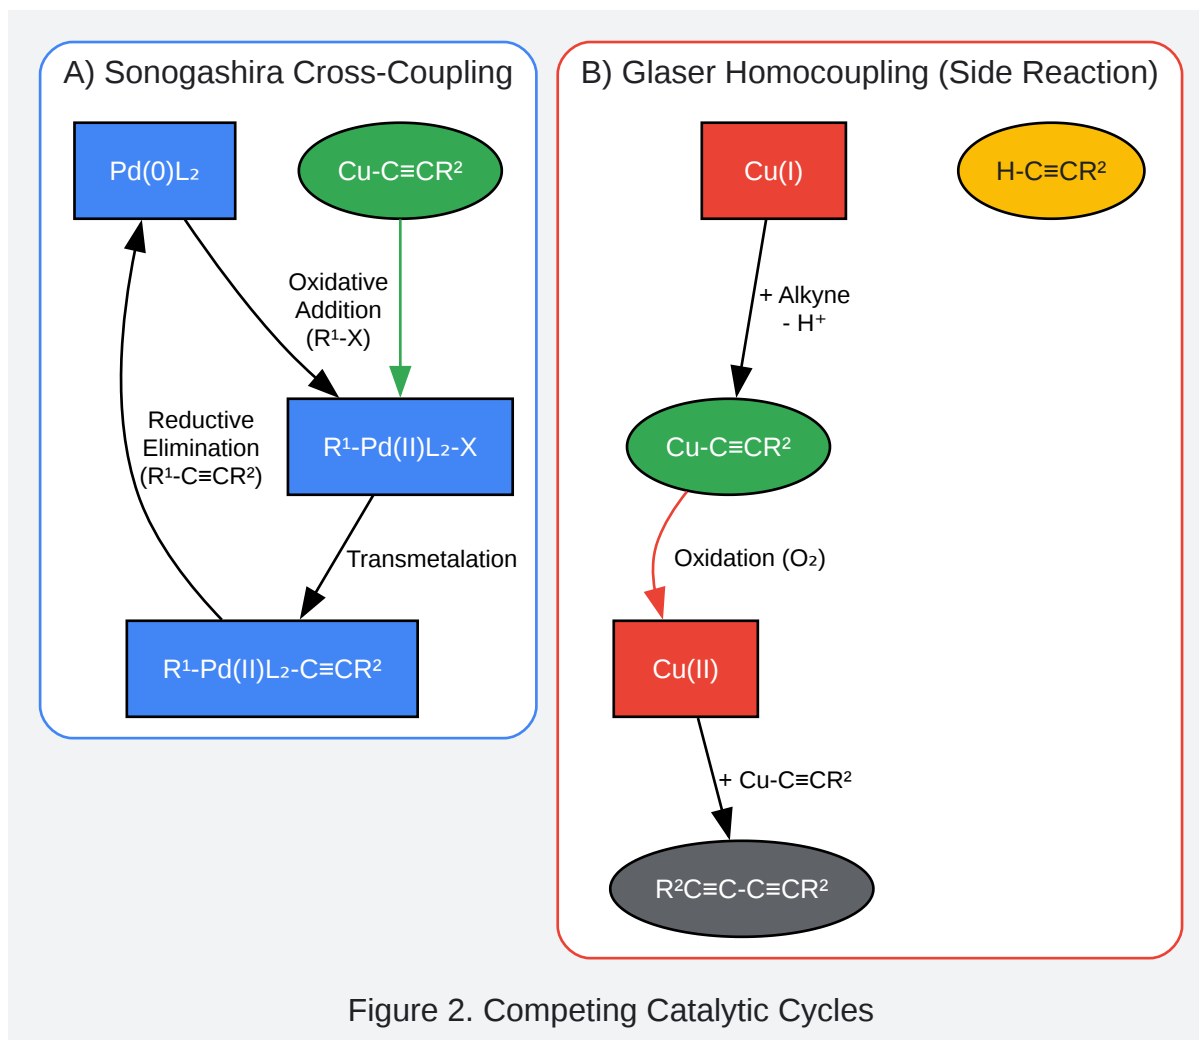 A) Sonogashira Cross-Coupling
Pd(0)L₂
Cu-C≡CR²
Oxidative
Addition
(R¹-X)
R¹-Pd(II)L₂-X
Reductive
Elimination
(R¹-C≡CR²)
Transmetalation
R¹-Pd(II)L₂-C≡CR²
B) Glaser Homocoupling (Side Reaction)
Cu(I)
H-C≡CR²
+ Alkyne
- H⁺
Cu-C≡CR²
Oxidation (O₂)
Cu(II)
+ Cu-C≡CR²
R²C≡C-C≡CR²
Figure 2. Competing Catalytic Cycles